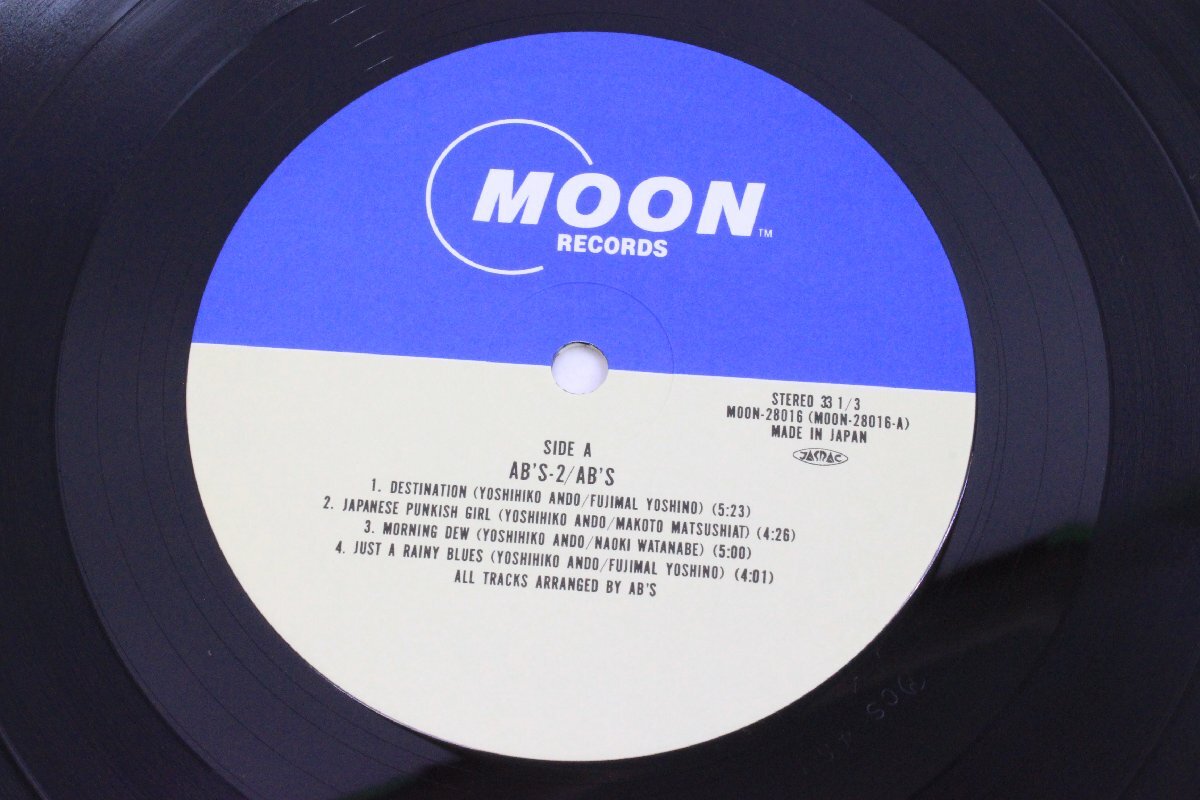 MOON
TM
RECORDS
STEREO 33 1/3
MOON-28016 (MOON-28016-A)
MADE IN JAPAN
JASRAC
SIDE A
AB'S-2/AB'S
1. DESTINATION (YOSHIHIKO ANDO/FUJIMAL YOSHINO) (5:23)
2. JAPANESE PUNKISH GIRL (YOSHIHIKO ANDO/MAKOTO MATSUSHIAT) (4:26)
3. MORNING DEW (YOSHIHIKO ANDO/NAOKI WATANABE) (5:00)
4. JUST A RAINY BLUES (YOSHIHIKO ANDO/FUJIMAL YOSHINO) (4:01)
ALL TRACKS ARRANGED BY AB'S